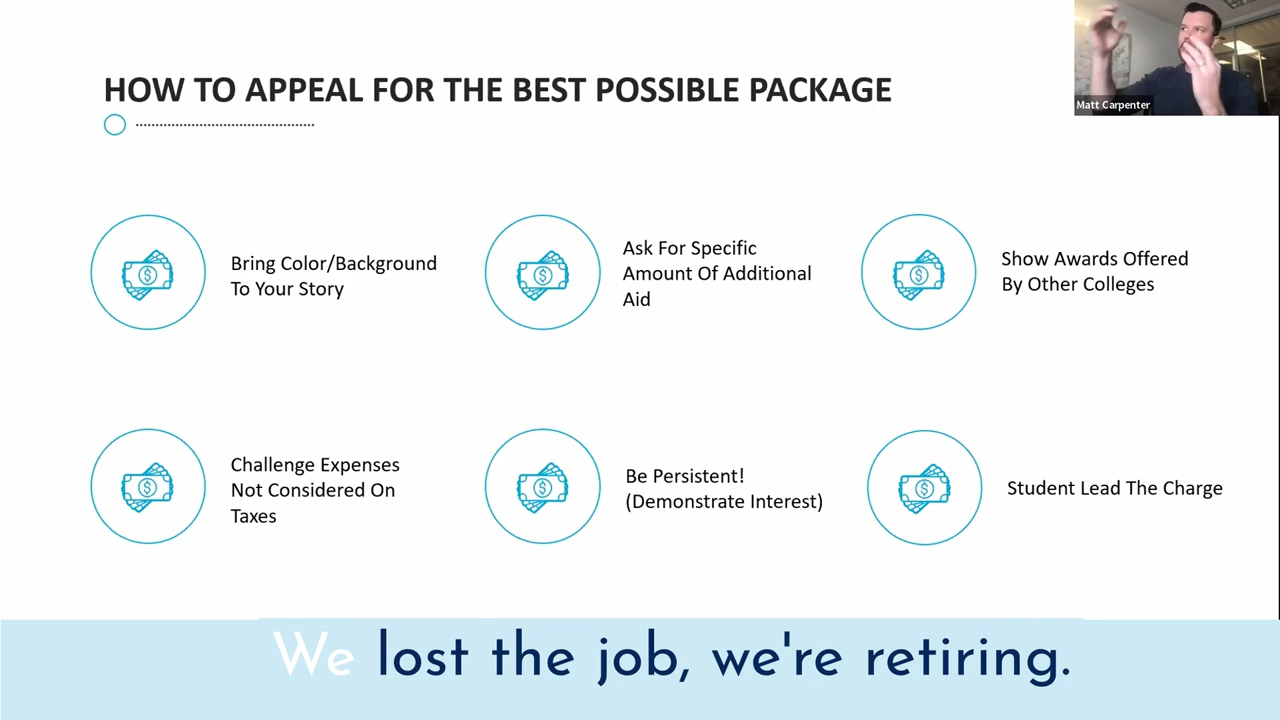 HOW TO APPEAL FOR THE BEST POSSIBLE PACKAGE
Matt Carpenter
Bring Color/Background
To Your Story
Ask For Specific
Amount Of Additional
Aid
Show Awards Offered
By Other Colleges
Challenge Expenses
Not Considered On
Taxes
Be Persistent!
(Demonstrate Interest)
Student Lead The Charge
We lost the job, we're retiring.